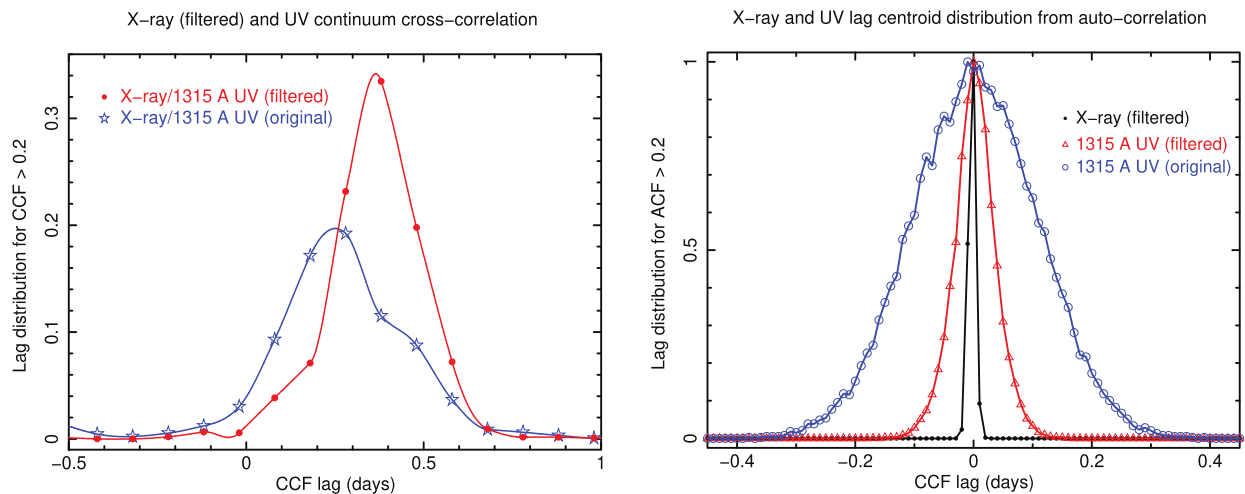 X−ray (filtered) and UV continuum cross−correlation
X−ray/1315 A UV (filtered)
X−ray/1315 A UV (original)
Lag distribution for CCF > 0.2
0
0.1
0.2
0.3
−0.5
0
0.5
1
CCF lag (days)
X−ray and UV lag centroid distribution from auto−correlation
X−ray (filtered)
1315 A UV (filtered)
1315 A UV (original)
Lag distribution for ACF > 0.2
0
0.5
1
−0.4
−0.2
0
0.2
0.4
CCF lag (days)